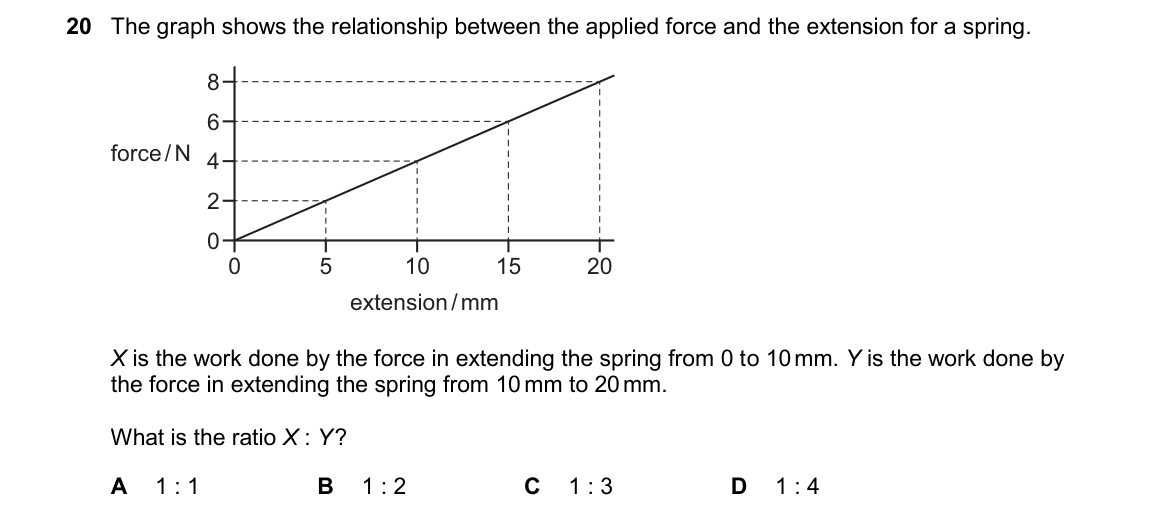 20 The graph shows the relationship between the applied force and the extension for a spring.
8
6
force/N 4
2
0
0 5 10 15 20
extension/mm
X is the work done by the force in extending the spring from 0 to 10 mm. Y is the work done by
the force in extending the spring from 10 mm to 20 mm.
What is the ratio X : Y?
A 1 : 1 B 1 : 2 C 1 : 3 D 1 : 4